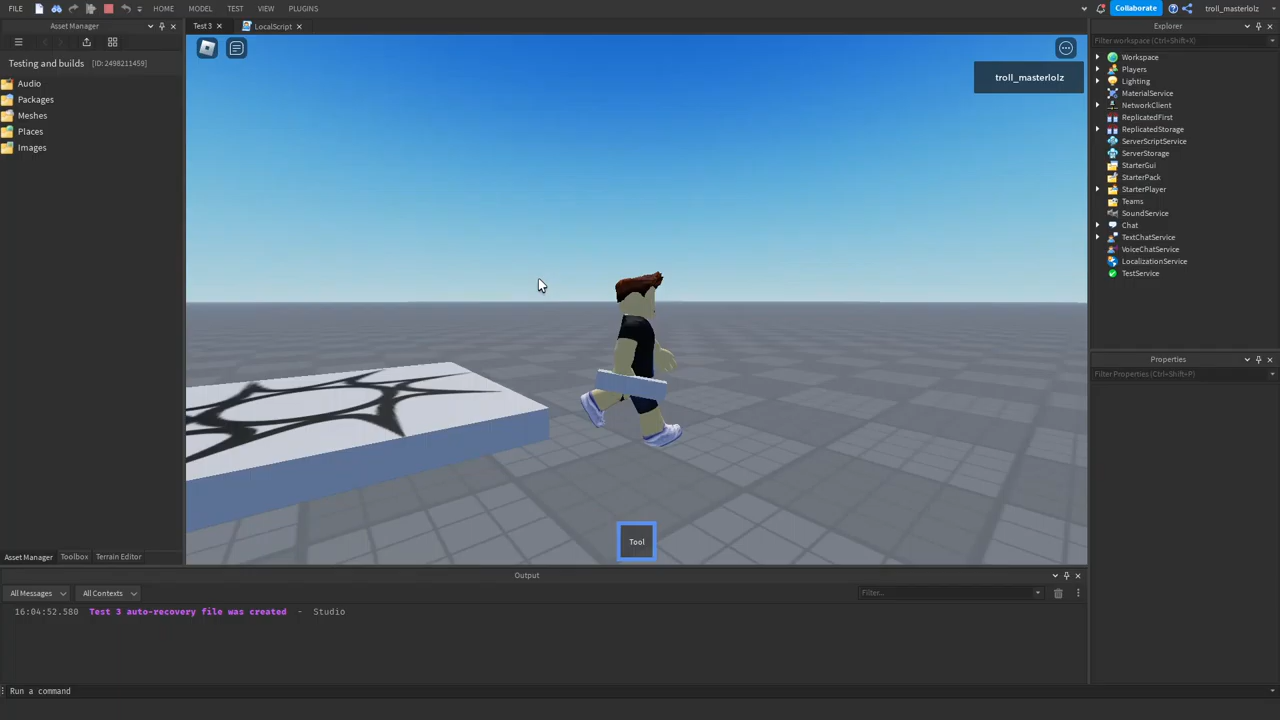 FILE HOME MODEL TEST VIEW PLUGINS Collaborate troll_masterlolz
Asset Manager
Testing and builds [ID:2498211459]
Audio
Packages
Meshes
Places
Images
Asset Manager Toolbox Terrain Editor
Test 3 LocalScript
troll_masterlolz
Tool
Explorer
Filter workspace (Ctrl+Shift+X)
Workspace
Players
Lighting
MaterialService
NetworkClient
ReplicatedFirst
ReplicatedStorage
ServerScriptService
ServerStorage
StarterGui
StarterPack
StarterPlayer
Teams
SoundService
Chat
TextChatService
VoiceChatService
LocalizationService
TestService
Properties
Filter Properties (Ctrl+Shift+P)
Output
All Messages All Contexts Filter...
16:04:52.580 Test 3 auto-recovery file was created - Studio
Run a command